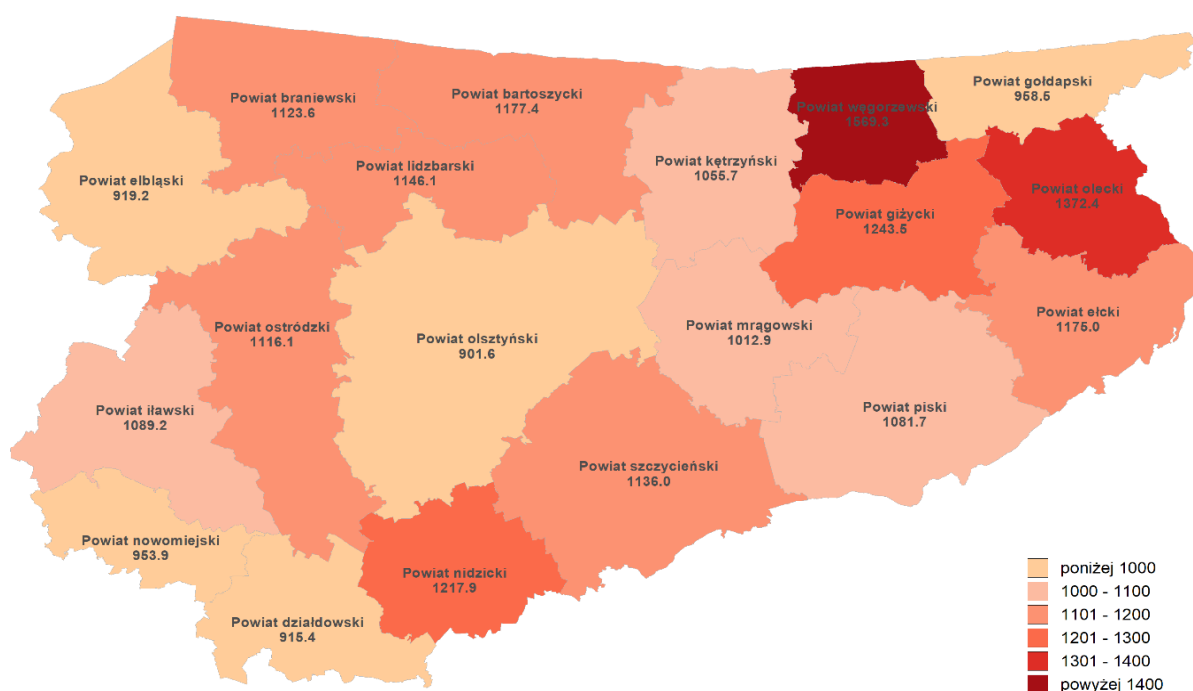 Powiat gołdapski
958.5
Powiat bartoszycki
1177.4
Powiat braniewski
1123.6
Powiat węgorzewski
1569.3
Powiat kętrzyński
1055.7
Powiat lidzbarski
1146.1
Powiat elbląski
919.2
Powiat olecki
1372.4
Powiat giżycki
1243.5
Powiat ełcki
1175.0
Powiat ostródzki
1116.1
Powiat olsztyński
901.6
Powiat mrągowski
1012.9
Powiat iławski
1089.2
Powiat piski
1081.7
Powiat szczycieński
1136.0
Powiat nowomiejski
953.9
Powiat nidzicki
1217.9
Powiat działdowski
915.4
poniżej 1000
1000 - 1100
1101 - 1200
1201 - 1300
1301 - 1400
powyżej 1400